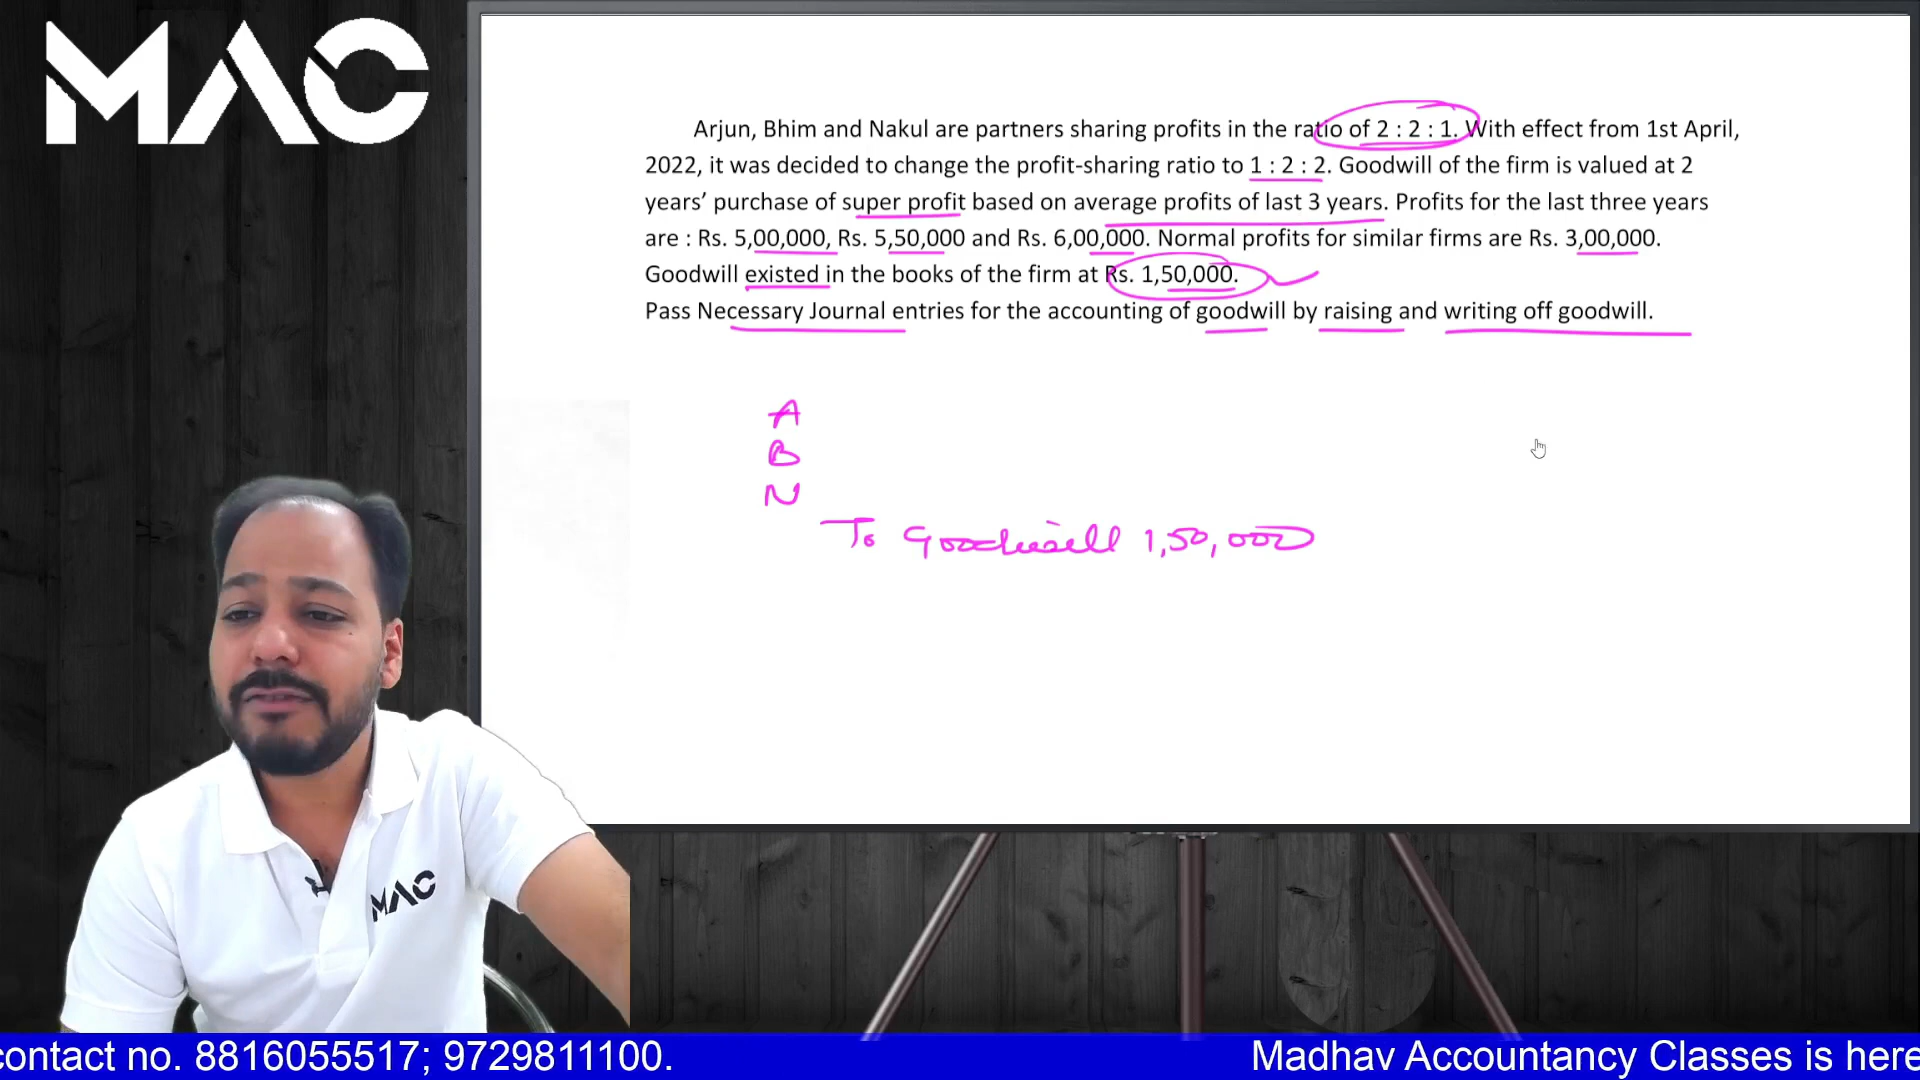 MAC
Arjun, Bhim and Nakul are partners sharing profits in the ratio of 2 : 2 : 1. With effect from 1st April,
2022, it was decided to change the profit-sharing ratio to 1 : 2 : 2. Goodwill of the firm is valued at 2
years’ purchase of super profit based on average profits of last 3 years. Profits for the last three years
are : Rs. 5,00,000, Rs. 5,50,000 and Rs. 6,00,000. Normal profits for similar firms are Rs. 3,00,000.
Goodwill existed in the books of the firm at Rs. 1,50,000.
Pass Necessary Journal entries for the accounting of goodwill by raising and writing off goodwill.
A
B
N
To Goodwill 1,50,000
MAC
contact no. 8816055517; 9729811100.
Madhav Accountancy Classes is here